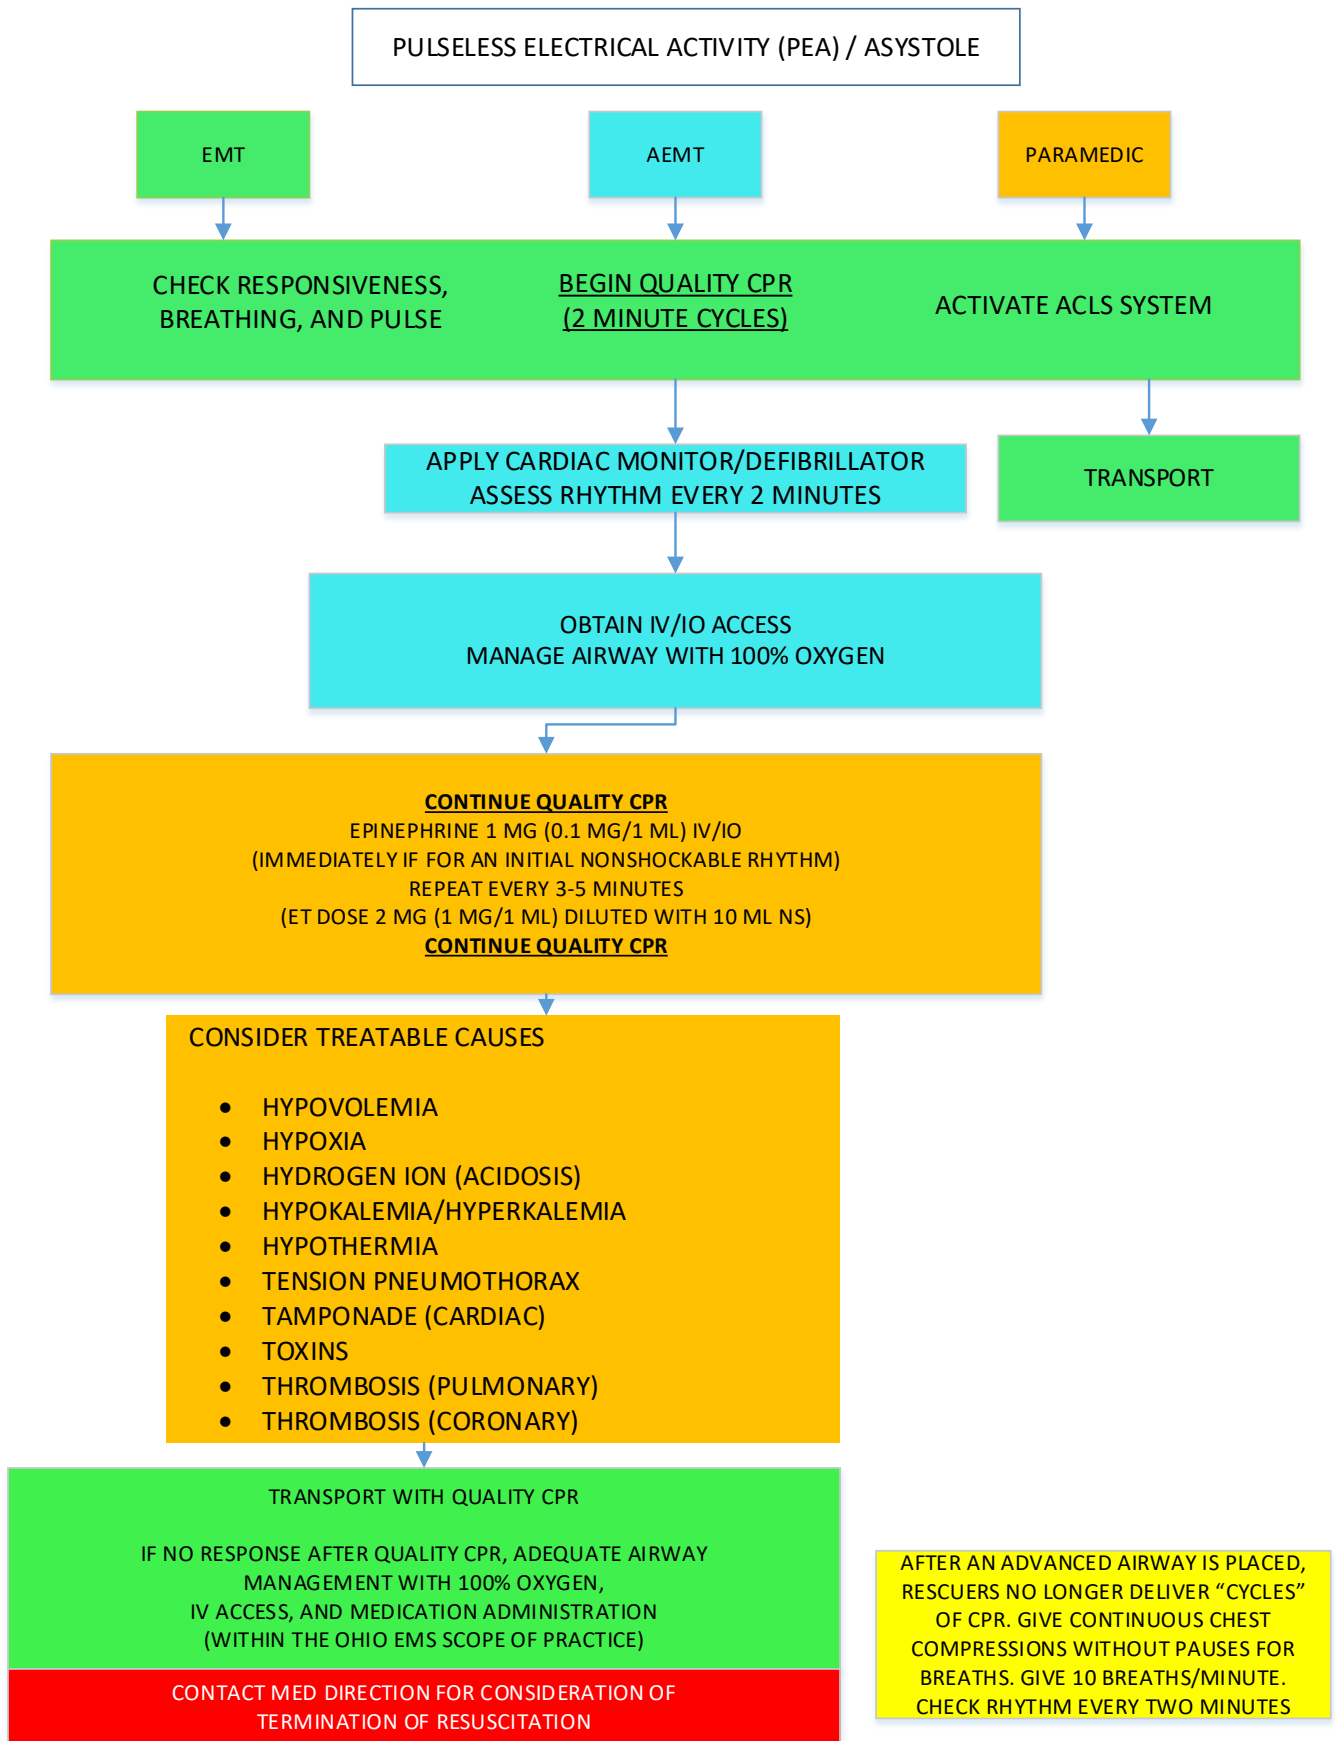 PULSELESS ELECTRICAL ACTIVITY (PEA) / ASYSTOLE
EMT
AEMT
PARAMEDIC
CHECK RESPONSIVENESS,
BREATHING, AND PULSE
BEGIN QUALITY CPR
(2 MINUTE CYCLES)
ACTIVATE ACLS SYSTEM
APPLY CARDIAC MONITOR/DEFIBRILLATOR
ASSESS RHYTHM EVERY 2 MINUTES
TRANSPORT
OBTAIN IV/IO ACCESS
MANAGE AIRWAY WITH 100% OXYGEN
CONTINUE QUALITY CPR
EPINEPHRINE 1 MG (0.1 MG/1 ML) IV/IO
(IMMEDIATELY IF FOR AN INITIAL NONSHOCKABLE RHYTHM)
REPEAT EVERY 3-5 MINUTES
(ET DOSE 2 MG (1 MG/1 ML) DILUTED WITH 10 ML NS)
CONTINUE QUALITY CPR
CONSIDER TREATABLE CAUSES
• HYPOVOLEMIA
• HYPOXIA
• HYDROGEN ION (ACIDOSIS)
• HYPOKALEMIA/HYPERKALEMIA
• HYPOTHERMIA
• TENSION PNEUMOTHORAX
• TAMPONADE (CARDIAC)
• TOXINS
• THROMBOSIS (PULMONARY)
• THROMBOSIS (CORONARY)
TRANSPORT WITH QUALITY CPR
IF NO RESPONSE AFTER QUALITY CPR, ADEQUATE AIRWAY
MANAGEMENT WITH 100% OXYGEN,
IV ACCESS, AND MEDICATION ADMINISTRATION
(WITHIN THE OHIO EMS SCOPE OF PRACTICE)
CONTACT MED DIRECTION FOR CONSIDERATION OF
TERMINATION OF RESUSCITATION
AFTER AN ADVANCED AIRWAY IS PLACED,
RESCUERS NO LONGER DELIVER “CYCLES”
OF CPR. GIVE CONTINUOUS CHEST
COMPRESSIONS WITHOUT PAUSES FOR
BREATHS. GIVE 10 BREATHS/MINUTE.
CHECK RHYTHM EVERY TWO MINUTES